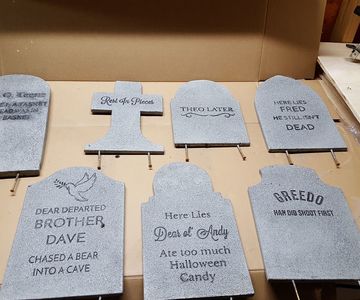 Rest In Pieces
THEO LATER
HERE LIES
FRED
HE STILL ISN'T
DEAD
DEAR DEPARTED
BROTHER
DAVE
CHASED A BEAR
INTO A CAVE
Here Lies
Dear ol' Andy
Ate too much
Halloween
Candy
GREEDO
HAN DID SHOOT FIRST